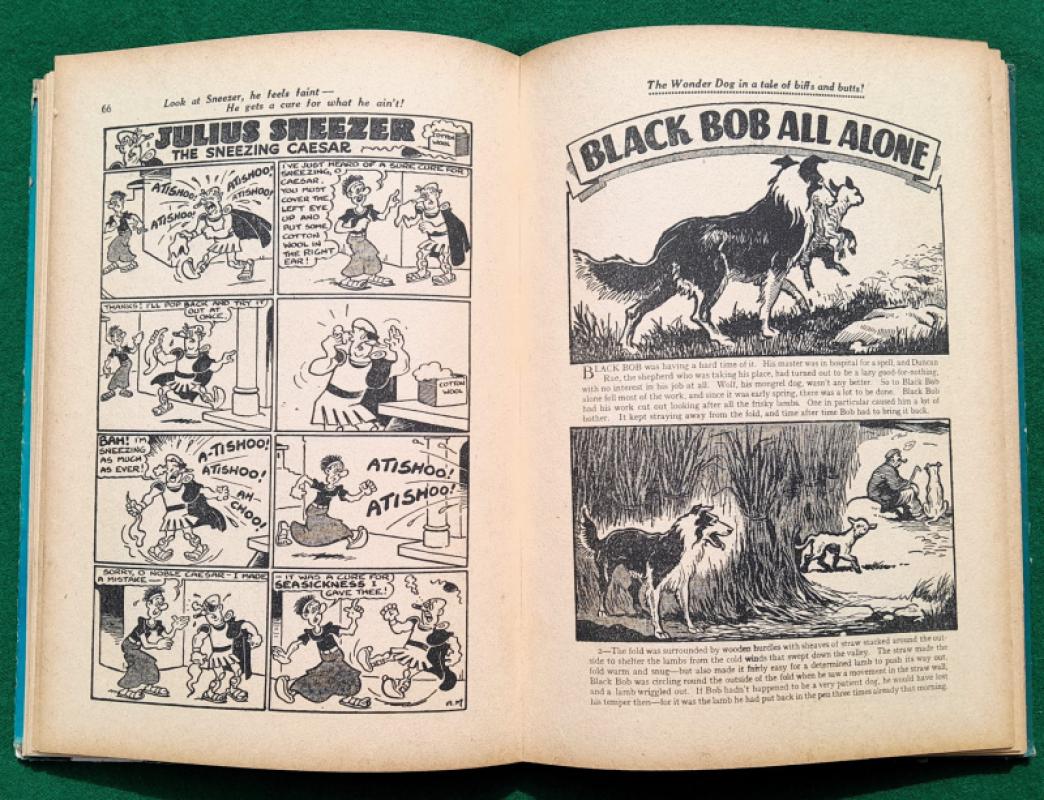 66
Look at Sneezer, he feels faint—
He gets a cure for what he ain't!
JULIUS SNEEZER
THE SNEEZING CAESAR
COTTON
WOOL
ATISHOO!
ATISHOO!
ATISHOO!
ATISHOO!
I'VE JUST HEARD OF A SURE CURE FOR
SNEEZING, O
CAESAR.
YOU MUST
COVER THE
LEFT EYE
UP AND
PUT SOME
COTTON
WOOL IN
THE RIGHT
EAR!
THANKS! I'LL POP BACK AND TRY IT
OUT AT
ONCE.
COTTON
WOOL
BAH! I'M
SNEEZING
AS MUCH
AS EVER!
A-TISHOO!
ATISHOO!
AH-
CHOO!
ATISHOO!
ATISHOO!
SORRY, O NOBLE CAESAR—I MADE
A MISTAKE—
—IT WAS A CURE FOR
SEASICKNESS I
GAVE THEE!
The Wonder Dog in a tale of biffs and butts!
BLACK BOB ALL ALONE
BLACK BOB was having a hard time of it. His master was in hospital for a spell, and Duncan
Rae, the shepherd who was taking his place, had turned out to be a lazy good-for-nothing,
with no interest in his job at all. Wolf, his mongrel dog, wasn't any better. So to Black Bob
alone fell most of the work, and since it was early spring, there was a lot to be done. Black Bob
had his work cut out looking after all the frisky lambs. One in particular caused him a lot of
bother. It kept straying away from the fold, and time after time Bob had to bring it back.
2—The fold was surrounded by wooden hurdles with sheaves of straw stacked around the out-
side to shelter the lambs from the cold winds that swept down the valley. The straw made the
fold warm and snug—but also made it fairly easy for a determined lamb to push its way out.
Black Bob was circling round the outside of the fold when he saw a movement in the straw wall,
and a lamb wriggled out. If Bob hadn't happened to be a very patient dog, he would have lost
his temper then—for it was the lamb he had put back in the pen three times already that morning.